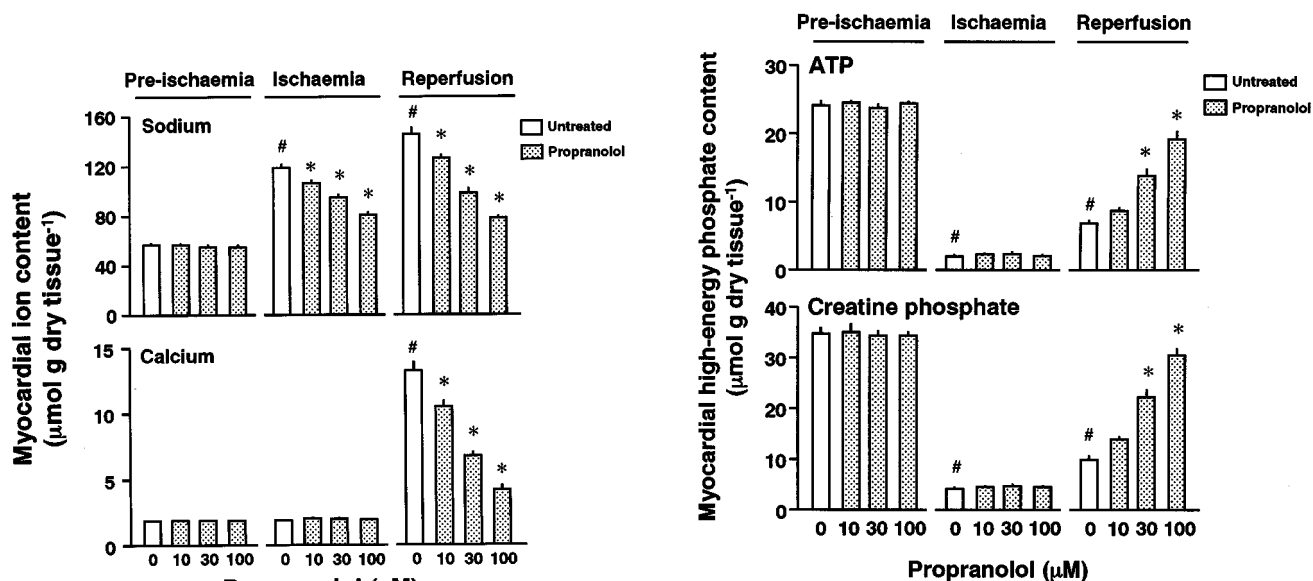 Pre-ischaemia Ischaemia Reperfusion
Sodium
Untreated
Propranolol
Myocardial ion content
(μmol g dry tissue-1)
160
120
80
40
0
# * * *
# * * *
Calcium
15
10
5
0
# * * *
0 10 30 100 0 10 30 100 0 10 30 100
Pre-ischaemia Ischaemia Reperfusion
ATP
Untreated
Propranolol
Myocardial high-energy phosphate content
(μmol g dry tissue-1)
30
20
10
0
#
# * *
Creatine phosphate
40
30
20
10
0
#
# * *
0 10 30 100 0 10 30 100 0 10 30 100
Propranolol (μM)